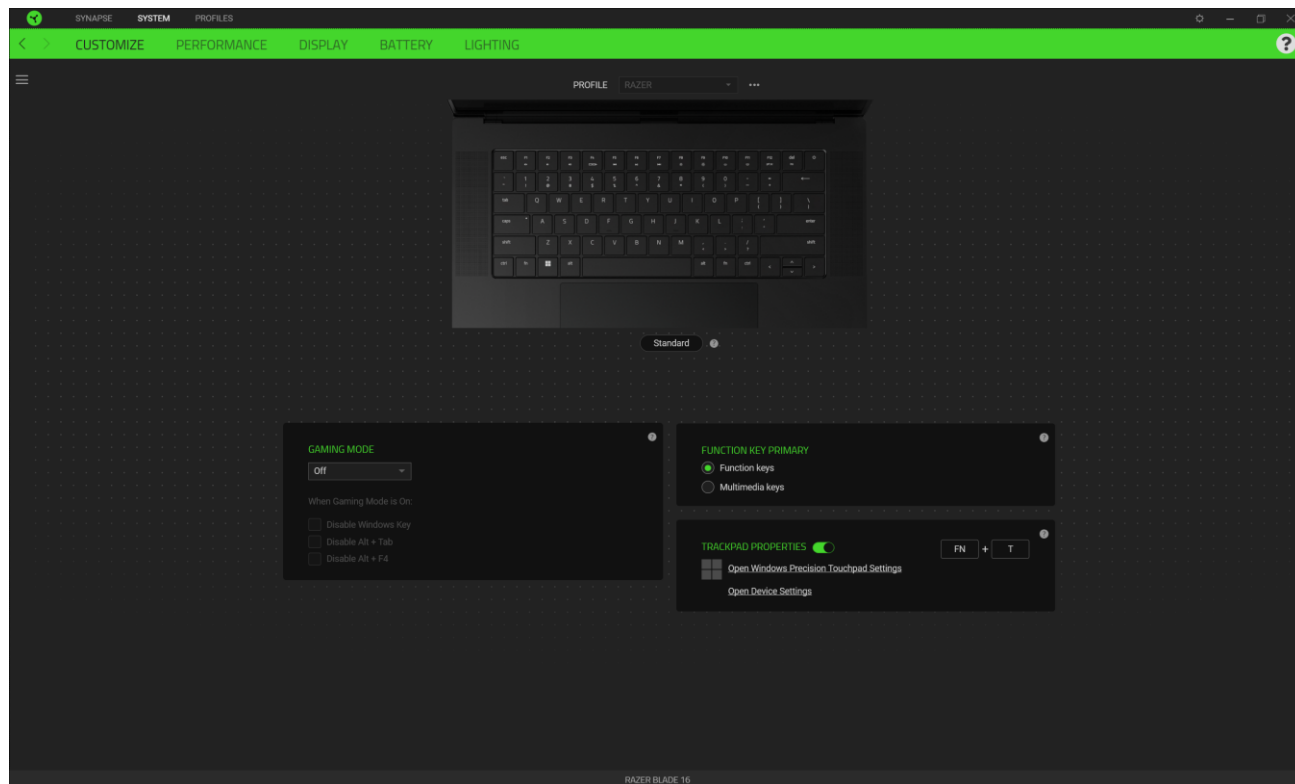 SYNAPSE SYSTEM PROFILES
CUSTOMIZE PERFORMANCE DISPLAY BATTERY LIGHTING ?
PROFILE RAZER
Q W E R T Y U I O P
A S D F G H J K L
Z X C V B N M
Standard ?
GAMING MODE ?
Off
When Gaming Mode is On:
Disable Windows Key
Disable Alt + Tab
Disable Alt + F4
FUNCTION KEY PRIMARY ?
Function keys
Multimedia keys
TRACKPAD PROPERTIES FN + T ?
Open Windows Precision Touchpad Settings
Open Device Settings
RAZER BLADE 16